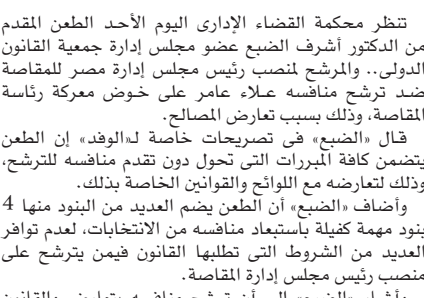 تنظر محكمة القضاء الإدارى اليوم الأحد الطعن المقدم
من الدكتور أشرف الضبع عضو مجلس إدارة جمعية القانون
الدولى.. والمرشح لمنصب رئيس مجلس إدارة مصر للمقاصة
ضد ترشح منافسه علاء عامر على خوض معركة رئاسة
المقاصة، وذلك بسبب تعارض المصالح.
قال «الضبع» فى تصريحات خاصة لـ«الوفد» إن الطعن
يتضمن كافة المبررات التى تحول دون تقدم منافسه للترشح،
وذلك لتعارضه مع اللوائح والقوانين الخاصة بذلك.
وأضاف «الضبع» أن الطعن يضم العديد من البنود منها 4
بنود مهمة كفيلة باستبعاد منافسه من الانتخابات، لعدم توافر
العديد من الشروط التى تطلبها القانون فيمن يترشح على
منصب رئيس مجلس إدارة المقاصة.